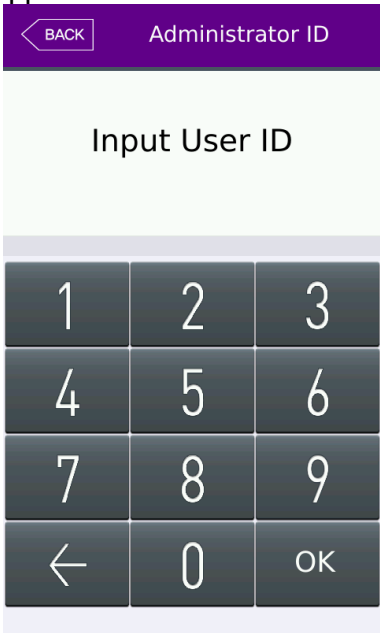 BACK Administrator ID
Input User ID
1 2 3
4 5 6
7 8 9
← 0 OK